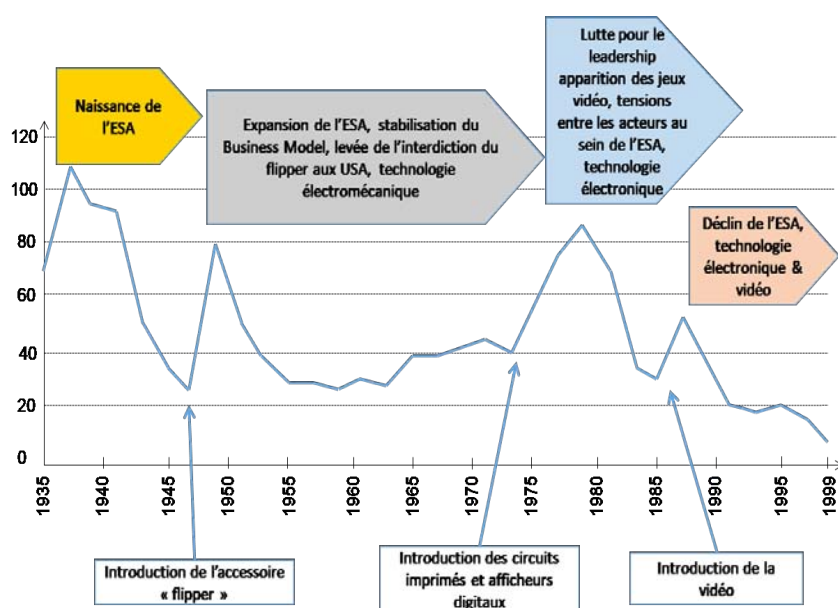 Naissance de
l'ESA
Expansion de l'ESA, stabilisation du
Business Model, levée de l'interdiction du
flipper aux USA, technologie
électromécanique
Lutte pour le
leadership
apparition des jeux
vidéo, tensions
entre les acteurs au
sein de l'ESA,
technologie
électronique
Déclin de l'ESA,
technologie
électronique &
vidéo
120
100
80
60
40
20
0
1935
1940
1945
1950
1955
1960
1965
1970
1975
1980
1985
1990
1995
1999
Introduction de l'accessoire
« flipper »
Introduction des circuits
imprimés et afficheurs
digitaux
Introduction de la
vidéo